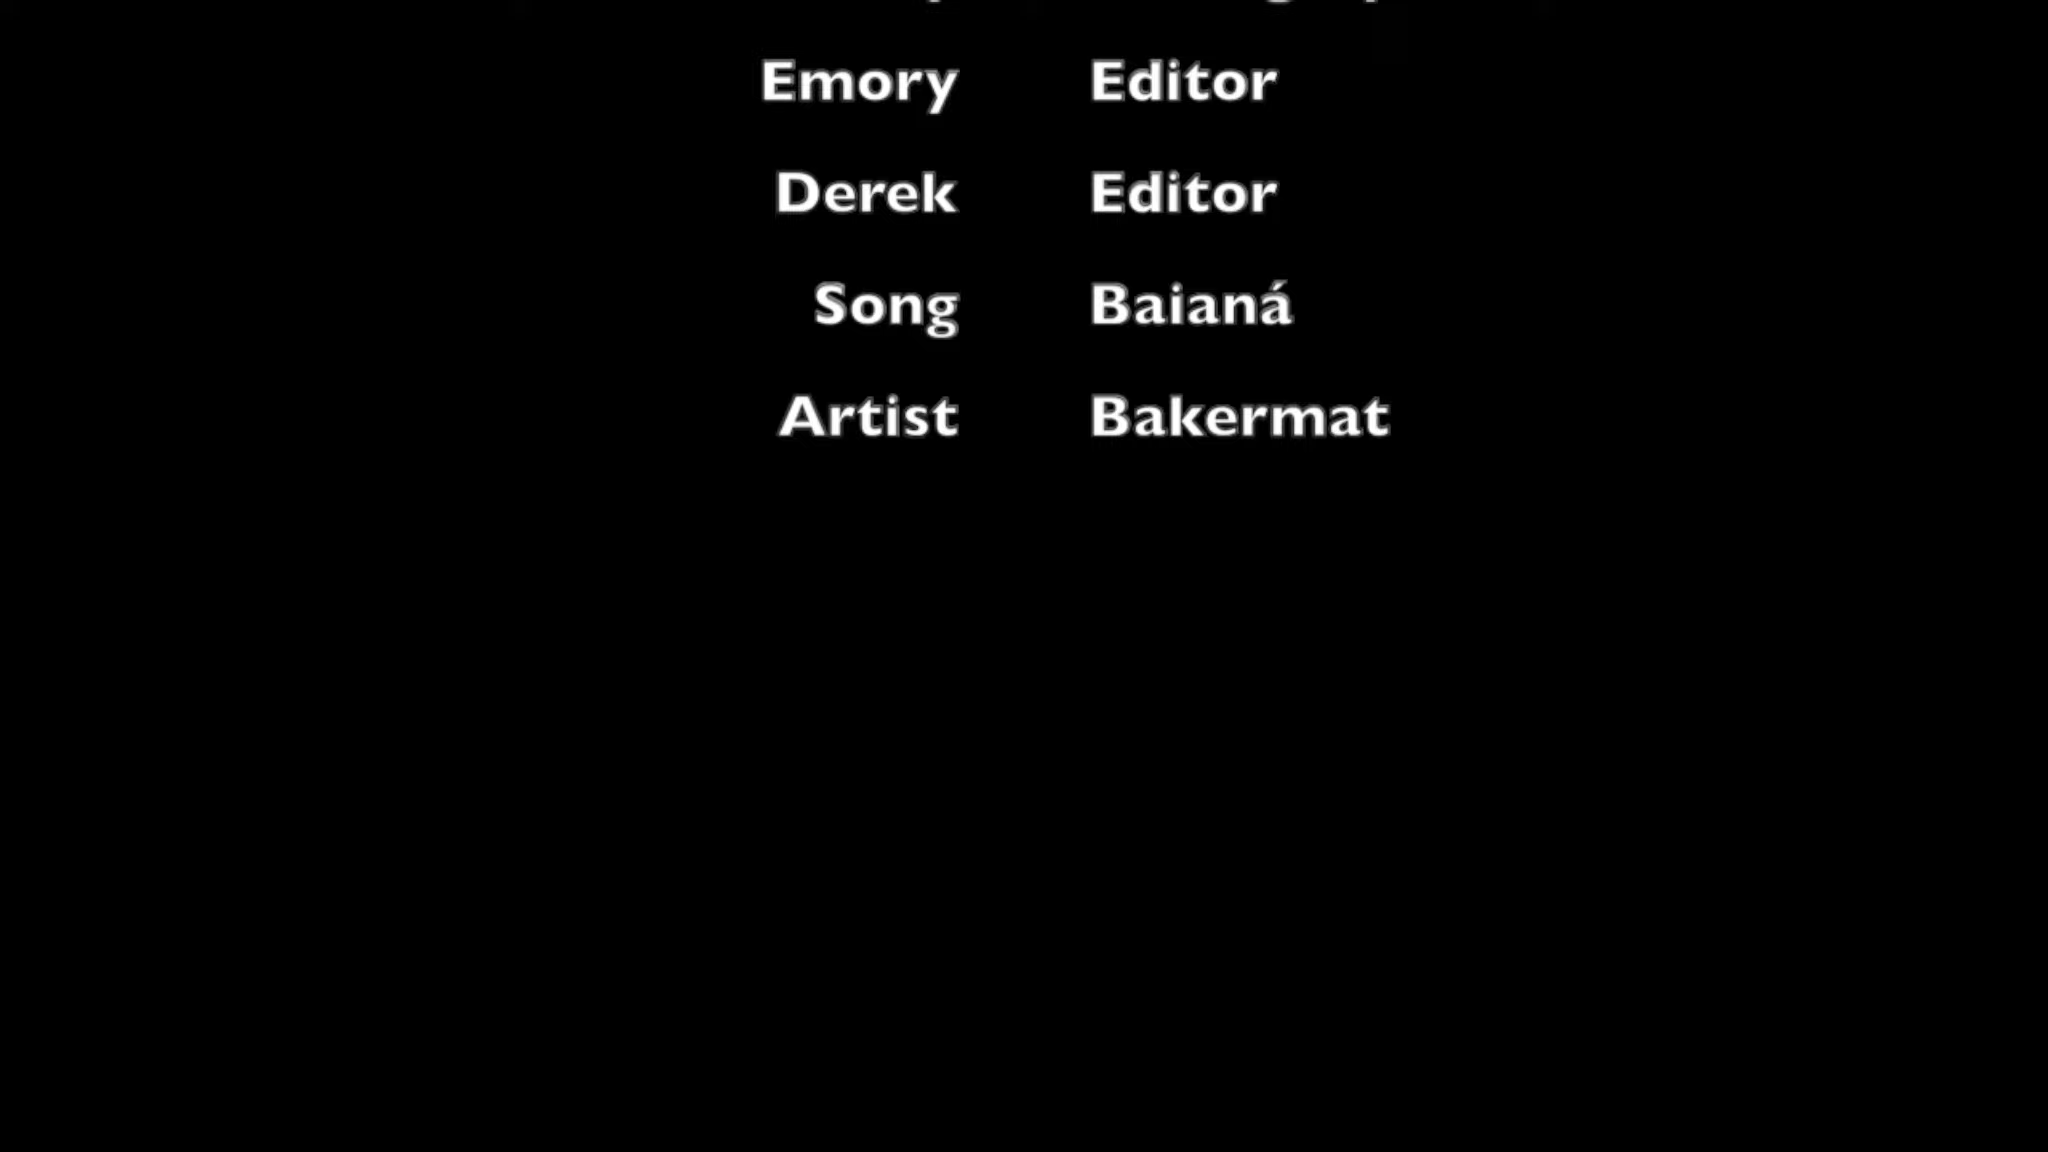 Emory Editor
Derek Editor
Song Baianá
Artist Bakermat